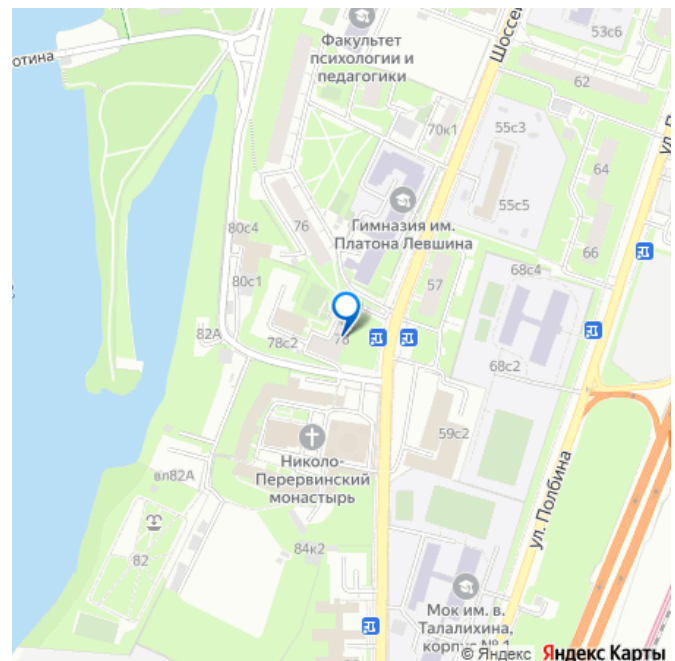 отина
Факультет
психологии и
педагогики
Шоссе
53с6
62
70к1
55с3
64
55с5
Гимназия им.
Платона Левшина
76
80с4
66
68с4
57
80с1
82А
78с2
78
68с2
59с2
Николо-
Перервинский
монастырь
вл82А
ул. Полбина
82
84к2
Мок им. в.
Талалихина,
корпус № 1
© Яндекс Яндекс Карты